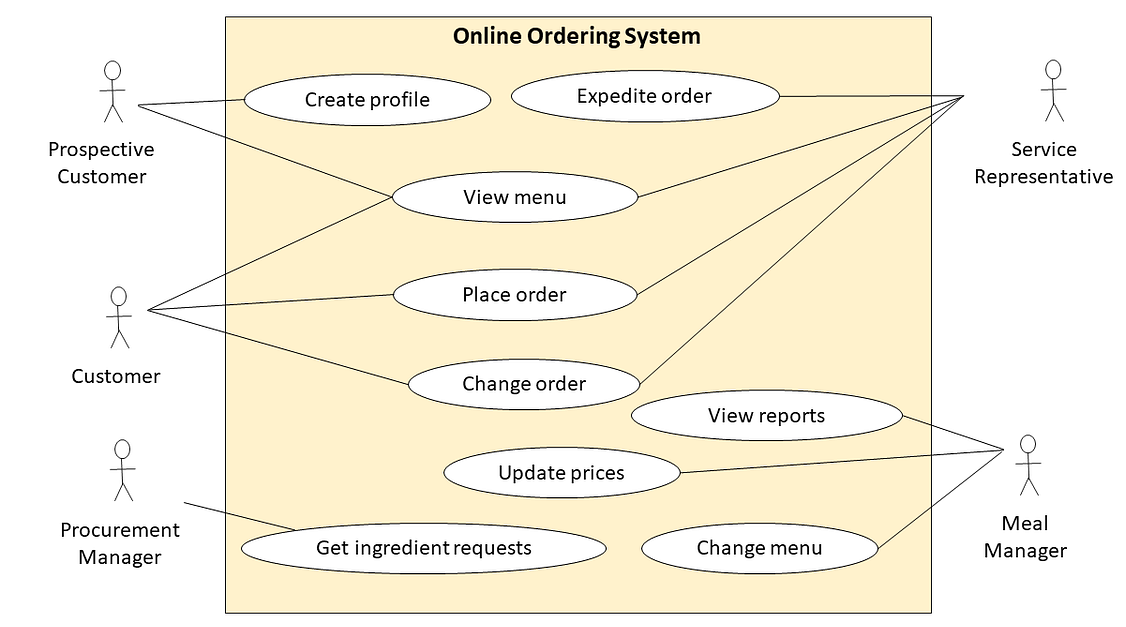 Online Ordering System
Create profile
Expedite order
Prospective
Customer
Service
Representative
View menu
Place order
Customer
Change order
View reports
Update prices
Procurement
Manager
Get ingredient requests
Change menu
Meal
Manager